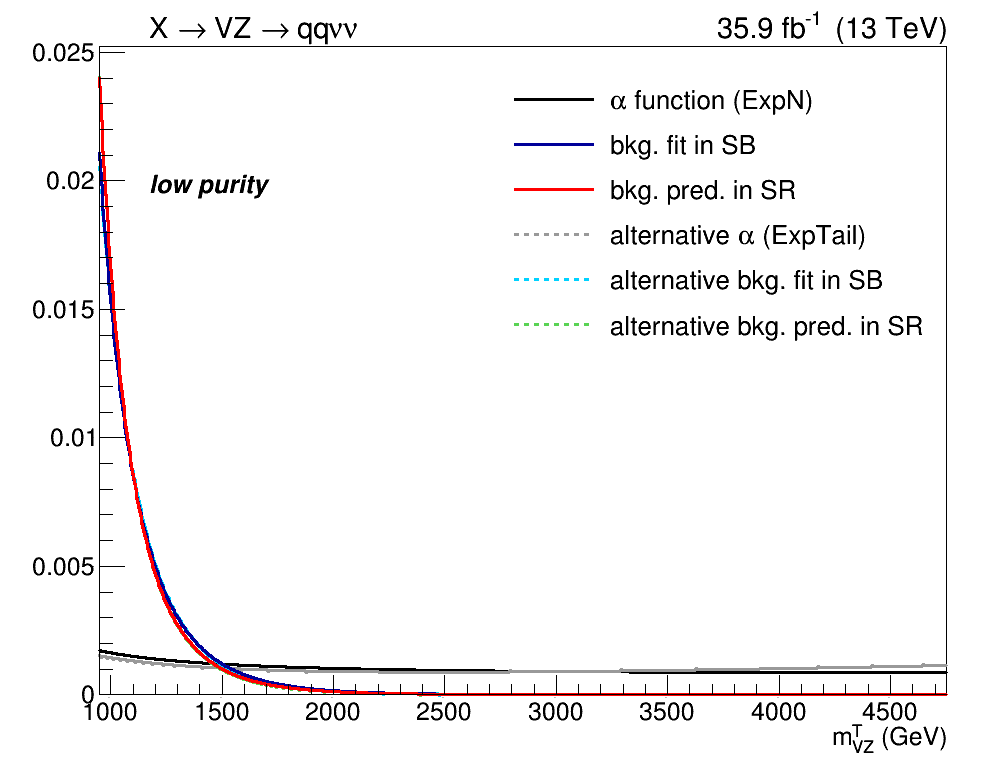 X → VZ → qqνν
35.9 fb⁻¹ (13 TeV)
0.025
0.02
0.015
0.01
0.005
0
low purity
α function (ExpN)
bkg. fit in SB
bkg. pred. in SR
alternative α (ExpTail)
alternative bkg. fit in SB
alternative bkg. pred. in SR
1000 1500 2000 2500 3000 3500 4000 4500
m^T_VZ (GeV)